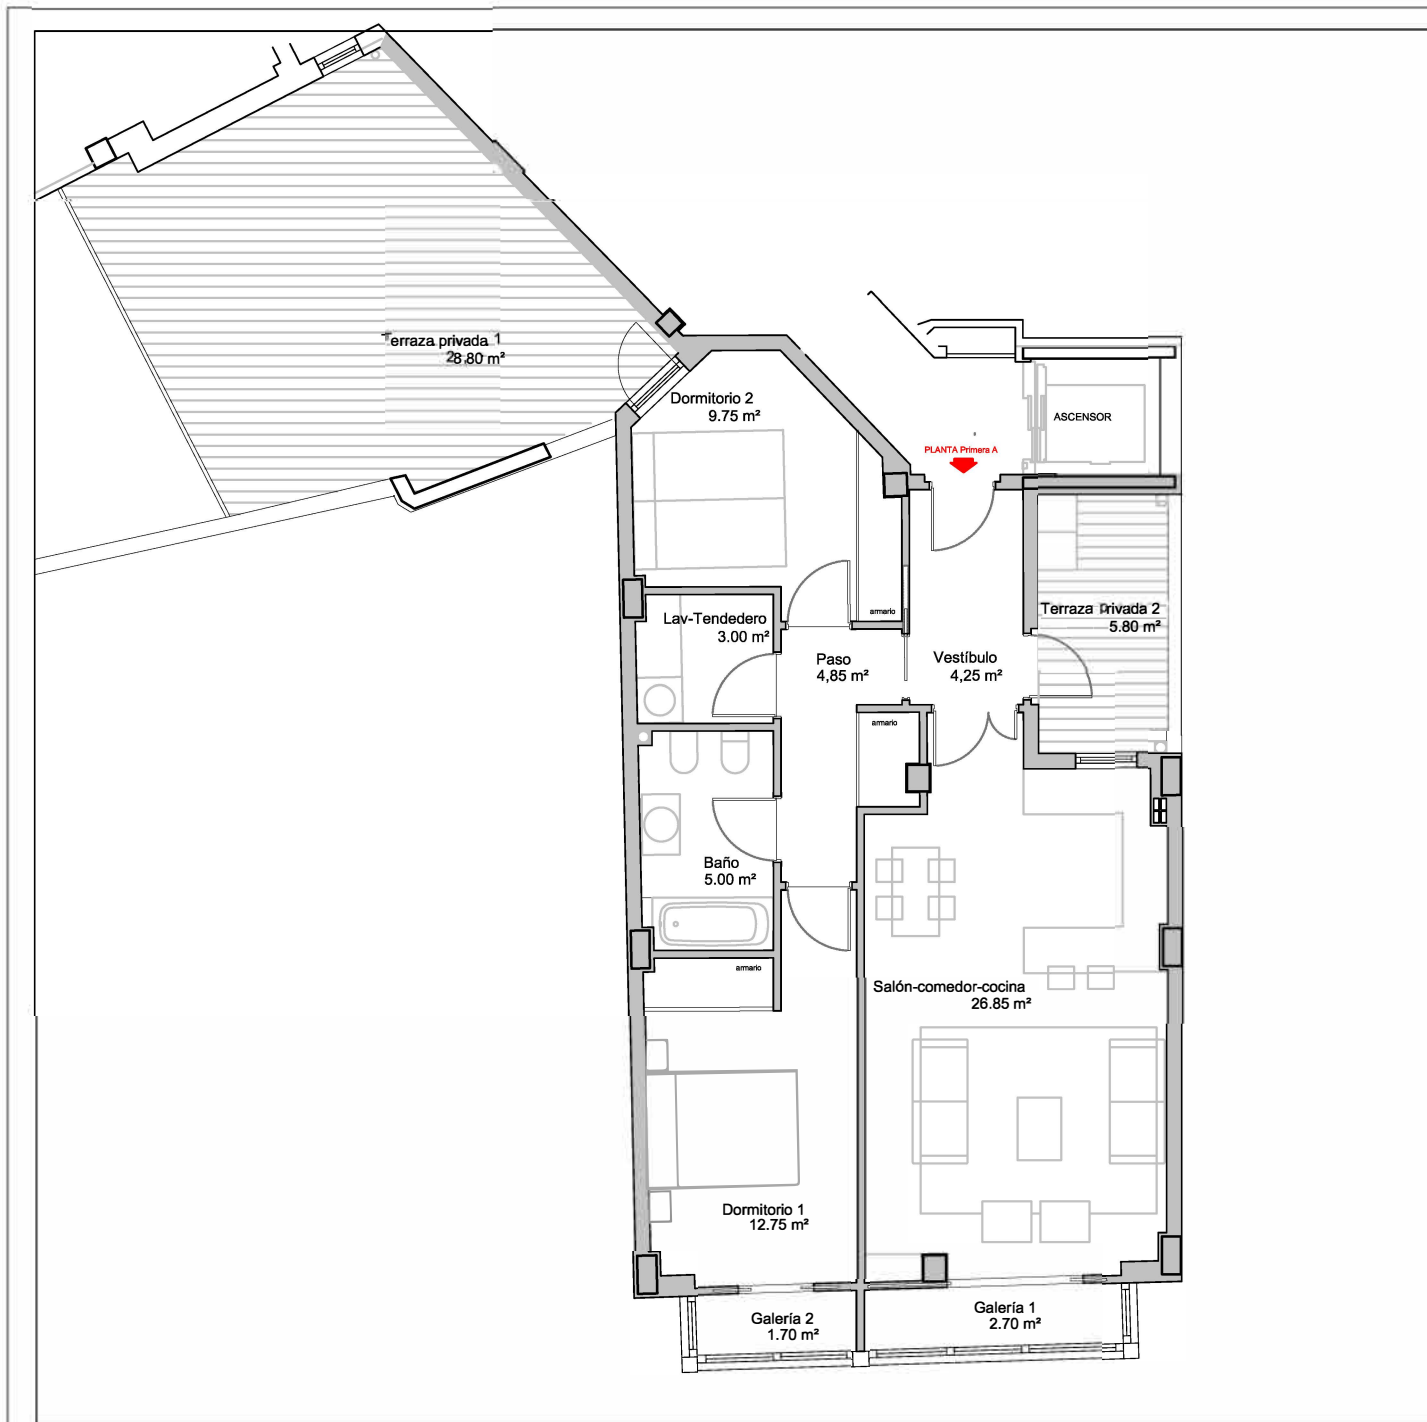 Terraza privada 1
28.80 m²
Dormitorio 2
9.75 m²
ASCENSOR
PLANTA Primera A
armario
Lav-Tendedero
3.00 m²
Terraza Privada 2
5.80 m²
Paso
4,85 m²
Vestíbulo
4,25 m²
armario
Baño
5.00 m²
armario
Salón-comedor-cocina
26.85 m²
Dormitorio 1
12.75 m²
Galería 2
1.70 m²
Galería 1
2.70 m²